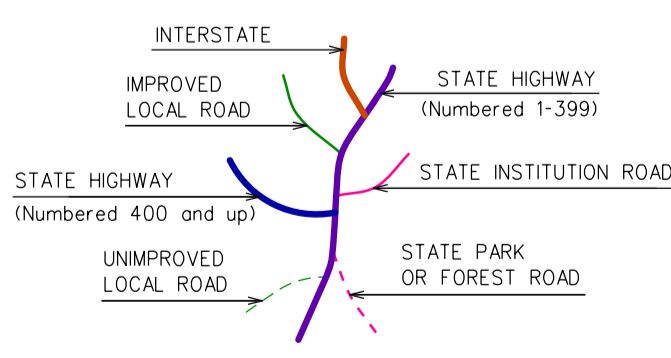 INTERSTATE
IMPROVED
LOCAL ROAD
STATE HIGHWAY
(Numbered 1-399)
STATE INSTITUTION ROAD
STATE HIGHWAY
(Numbered 400 and up)
UNIMPROVED
LOCAL ROAD
STATE PARK
OR FOREST ROAD